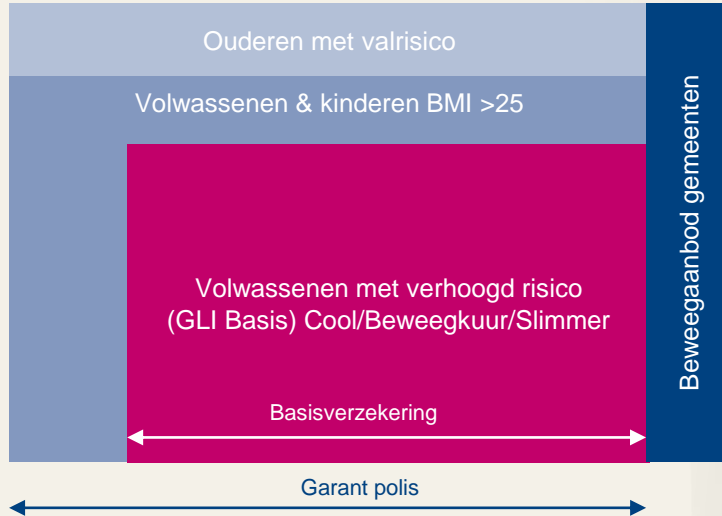 Ouderen met valrisico
Volwassenen & kinderen BMI >25
Volwassenen met verhoogd risico
(GLI Basis) Cool/Beweegkuur/Slimmer
Basisverzekering
Garant polis
Beweegaanbod gemeenten